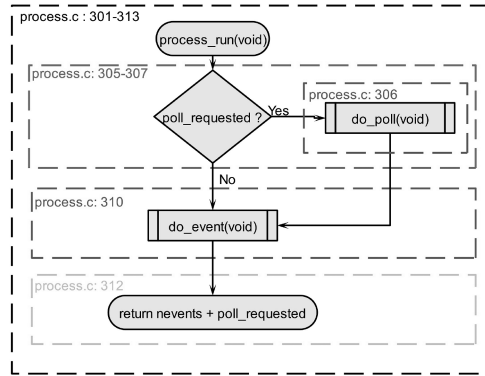 process.c : 301-313
process_run(void)
process.c: 305-307
process.c: 306
poll_requested ?
Yes
do_poll(void)
No
process.c: 310
do_event(void)
process.c: 312
return nevents + poll_requested